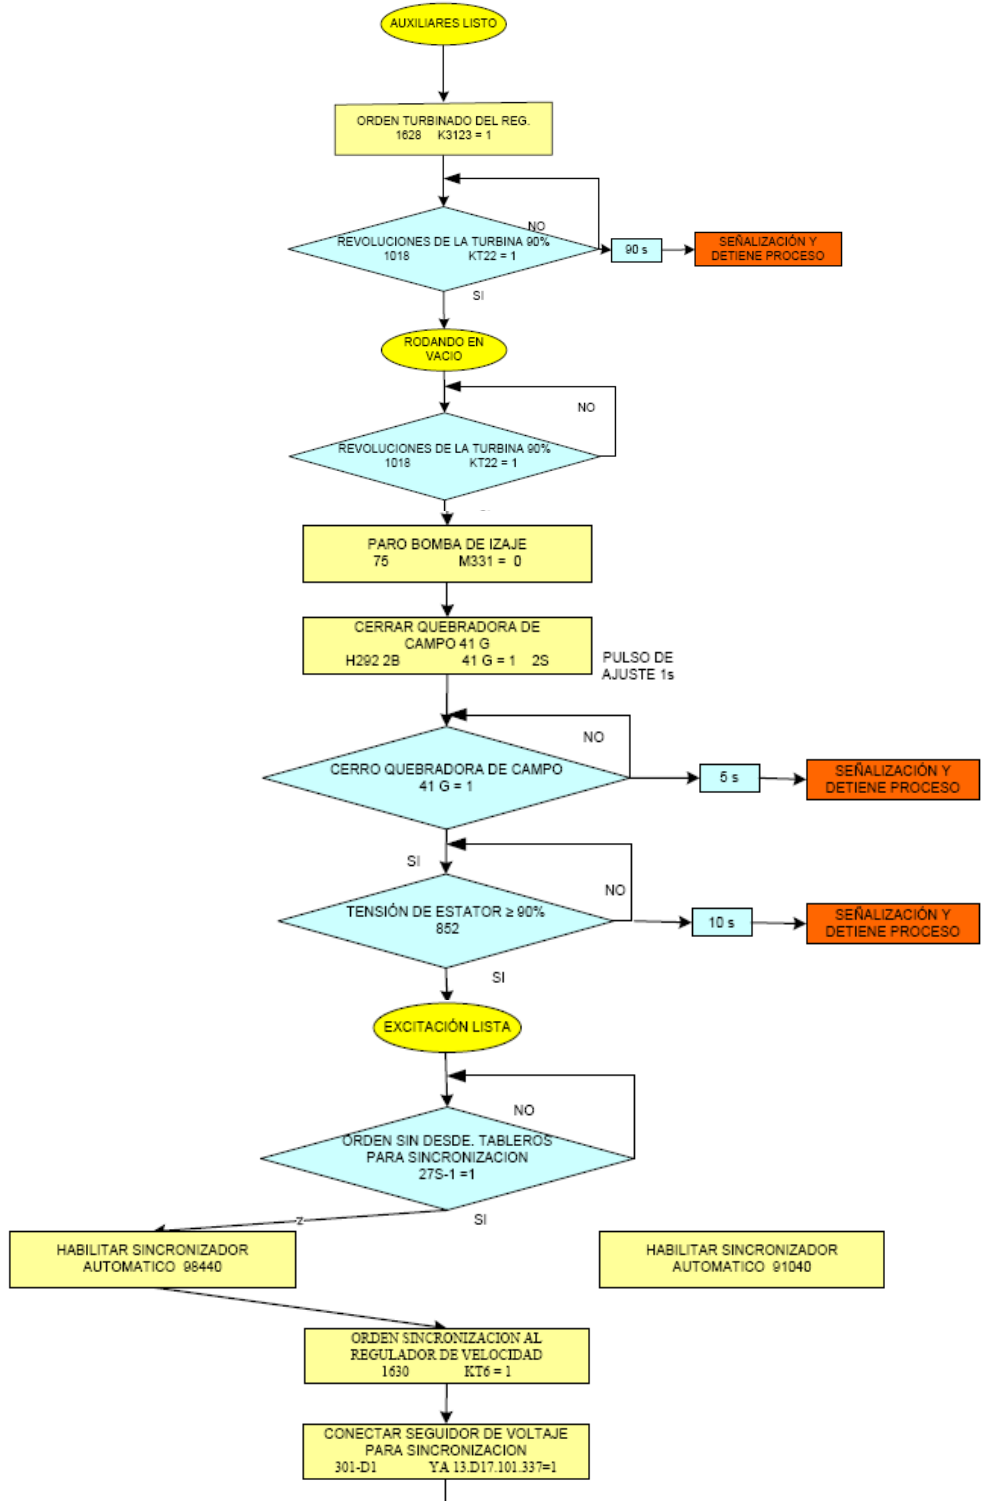 AUXILIARES LISTO
ORDEN TURBINADO DEL REG.
1628 K3123 = 1
NO
REVOLUCIONES DE LA TURBINA 90%
1018 KT22 = 1
90 s
SEÑALIZACIÓN Y
DETIENE PROCESO
SI
RODANDO EN
VACIO
NO
REVOLUCIONES DE LA TURBINA 90%
1018 KT22 = 1
PARO BOMBA DE IZAJE
75 M331 = 0
CERRAR QUEBRADORA DE
CAMPO 41 G
H292 2B 41 G = 1 2S
PULSO DE
AJUSTE 1s
NO
CERRO QUEBRADORA DE CAMPO
41 G = 1
5 s
SEÑALIZACIÓN Y
DETIENE PROCESO
SI
NO
TENSIÓN DE ESTATOR ≥ 90%
852
10 s
SEÑALIZACIÓN Y
DETIENE PROCESO
SI
EXCITACIÓN LISTA
NO
ORDEN SIN DESDE. TABLEROS
PARA SINCRONIZACION
27S-1 =1
SI
HABILITAR SINCRONIZADOR
AUTOMATICO 98440
HABILITAR SINCRONIZADOR
AUTOMATICO 91040
ORDEN SINCRONIZACION AL
REGULADOR DE VELOCIDAD
1630 KT6 = 1
CONECTAR SEGUIDOR DE VOLTAJE
PARA SINCRONIZACION
301-D1 YA 13.D17.101.337=1